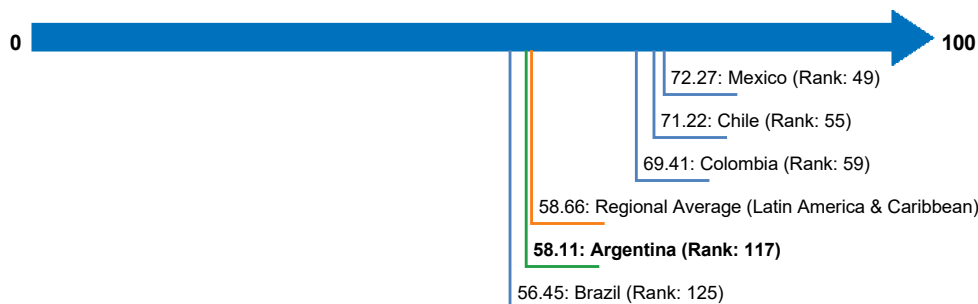 0
100
72.27: Mexico (Rank: 49)
71.22: Chile (Rank: 55)
69.41: Colombia (Rank: 59)
58.66: Regional Average (Latin America & Caribbean)
58.11: Argentina (Rank: 117)
56.45: Brazil (Rank: 125)